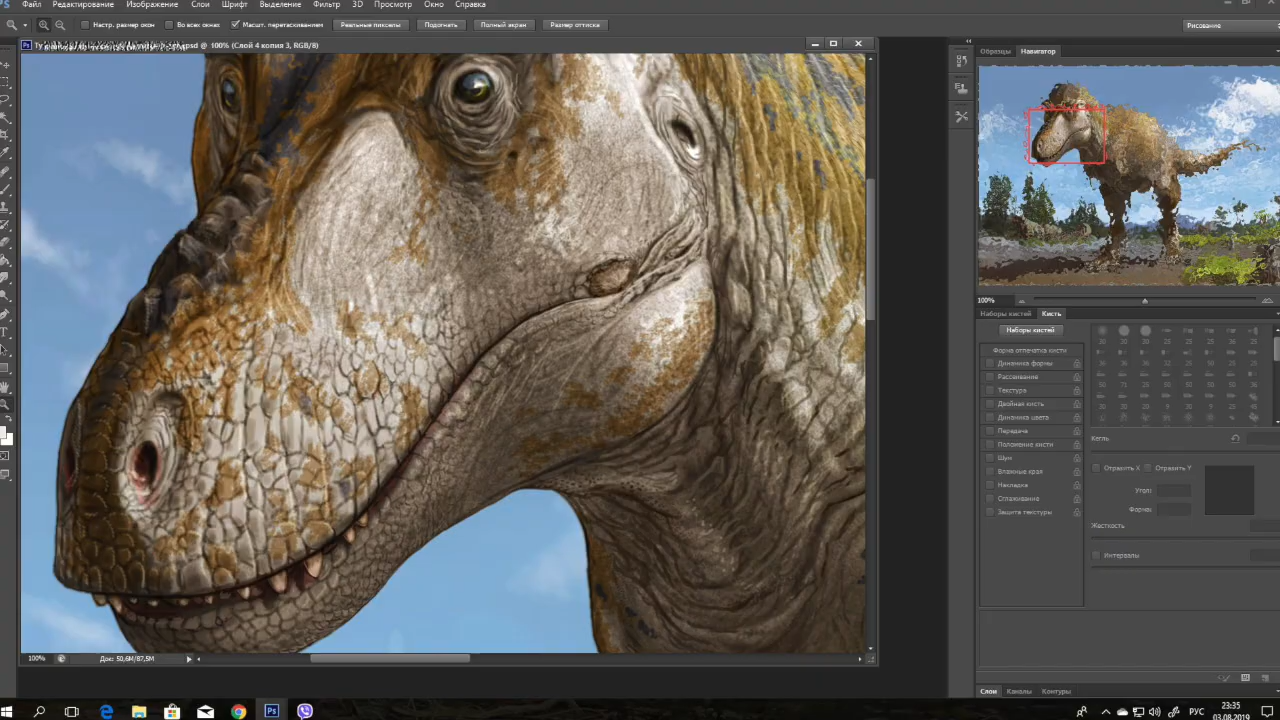 Файл Редактирование Изображение Слои Шрифт Выделение Фильтр 3D Просмотр Окно Справка
Настр. размер окон Во всех окнах Масшт. перетаскиванием Реальные пикселы Подогнать Полный экран Размер оттиска Рисование
@ 100% (Слой 4 копия 3, RGB/8)
Образцы Навигатор
100%
Наборы кистей Кисть
Наборы кистей
Форма отпечатка кисти
Динамика формы
Рассеивание
Текстура
Двойная кисть
Динамика цвета
Передача
Положение кисти
Шум
Влажные края
Накладка
Сглаживание
Защита текстуры
Кегль
Отразить X Отразить Y
Угол:
Форма:
Жесткость
Интервалы
100% Док: 50,6M/87,5M
Слои Каналы Контуры
РУС
23:35
03.08.2019